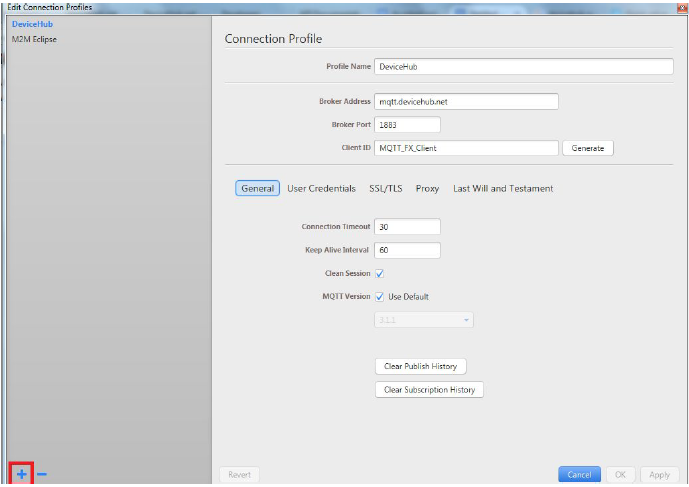 Edit Connection Profiles
DeviceHub
M2M Eclipse
Connection Profile
Profile Name DeviceHub
Broker Address mqtt.devicehub.net
Broker Port 1883
Client ID MQTT_FX_Client Generate
General User Credentials SSL/TLS Proxy Last Will and Testament
Connection Timeout 30
Keep Alive Interval 60
Clean Session
MQTT Version Use Default
3.1.1
Clear Publish History
Clear Subscription History
Revert Cancel OK Apply